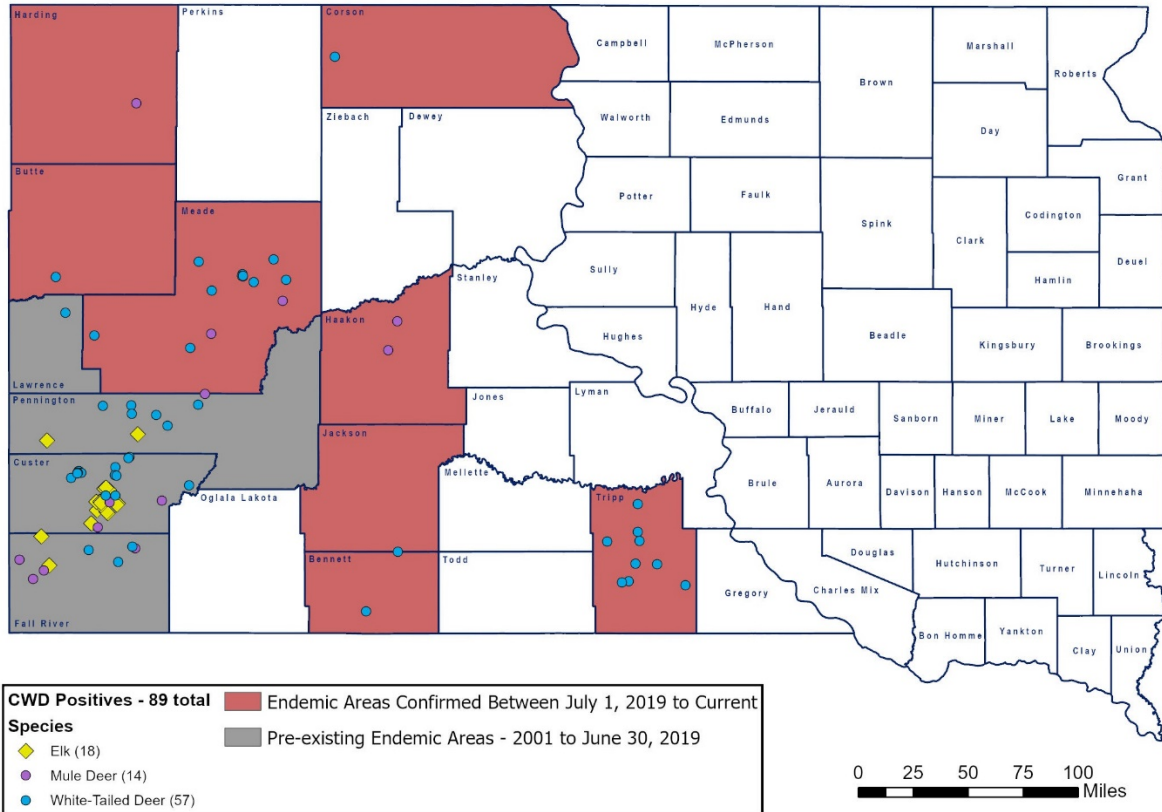 Harding
Perkins
Corson
Campbell
McPherson
Brown
Marshall
Roberts
Ziebach
Dewey
Walworth
Edmunds
Day
Butte
Grant
Potter
Faulk
Spink
Clark
Codington
Meade
Deuel
Sully
Hyde
Hand
Hamlin
Stanley
Haakon
Hughes
Beadle
Kingsbury
Brookings
Lawrence
Pennington
Jones
Lyman
Buffalo
Jerauld
Sanborn
Miner
Lake
Moody
Jackson
Custer
Mellette
Brule
Aurora
Davison
Hanson
McCook
Minnehaha
Oglala Lakota
Tripp
Bennett
Todd
Douglas
Hutchinson
Turner
Lincoln
Gregory
Charles Mix
Fall River
Bon Homme
Yankton
Clay
Union
CWD Positives - 89 total
Species
Elk (18)
Mule Deer (14)
White-Tailed Deer (57)
Endemic Areas Confirmed Between July 1, 2019 to Current
Pre-existing Endemic Areas - 2001 to June 30, 2019
0 25 50 75 100
Miles